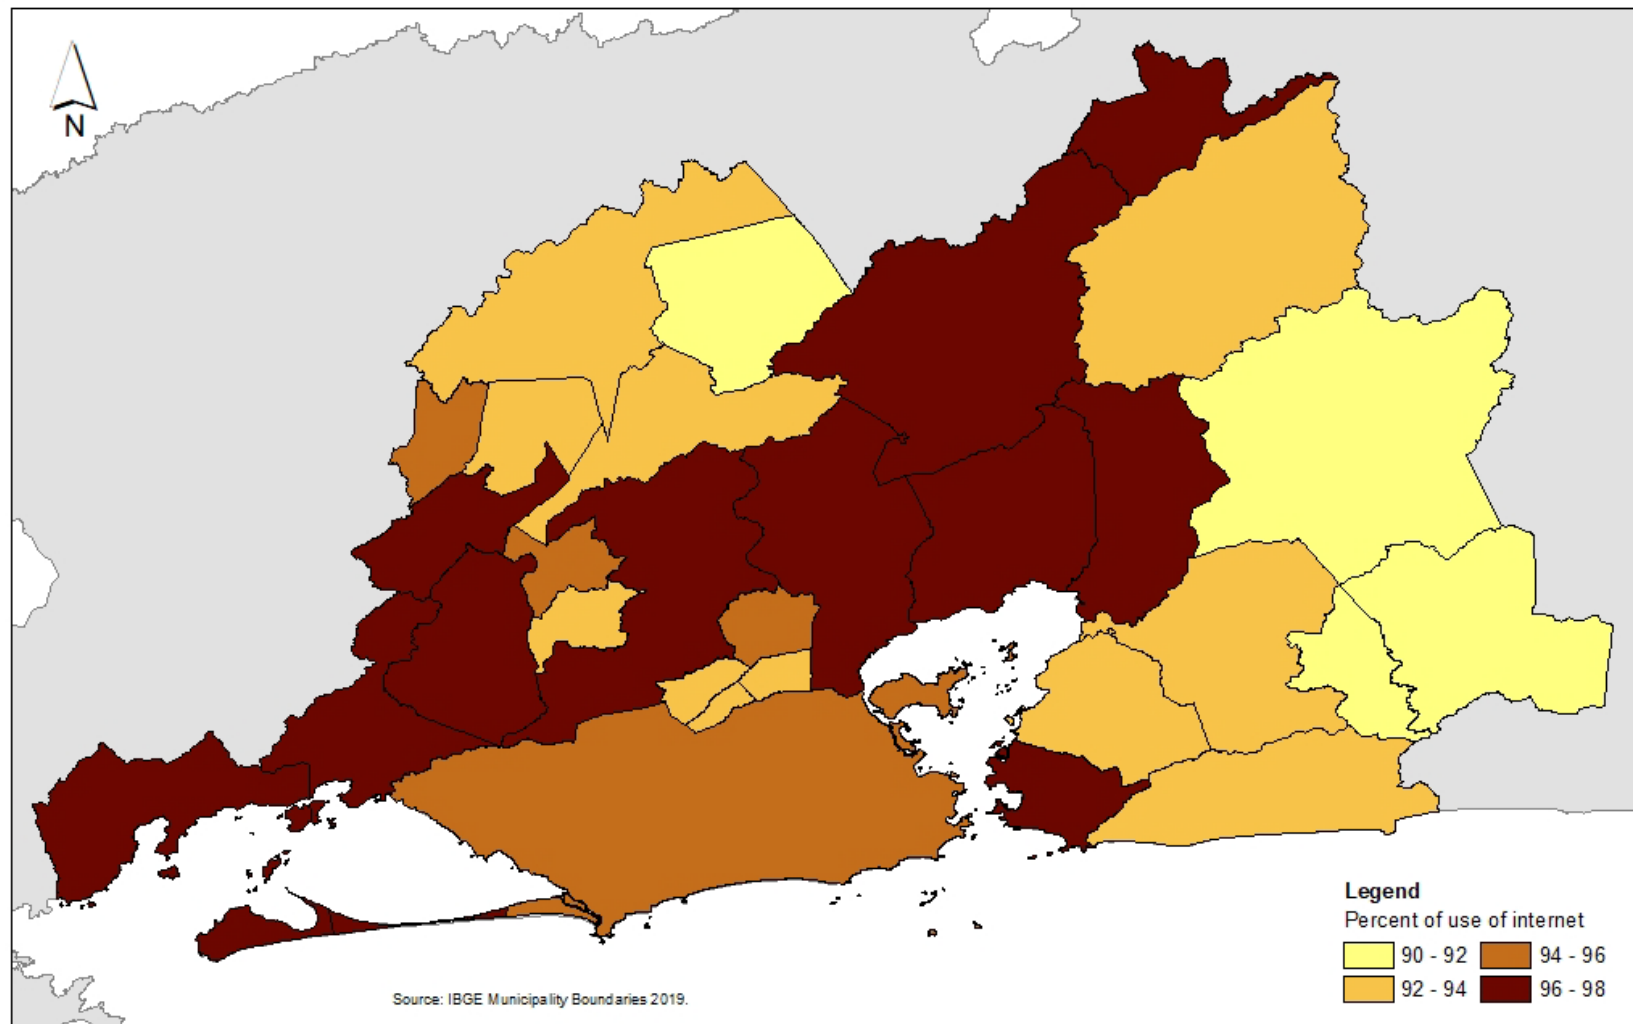 N
Legend
Percent of use of internet
90 - 92
94 - 96
92 - 94
96 - 98
Source: IBGE Municipality Boundaries 2019.